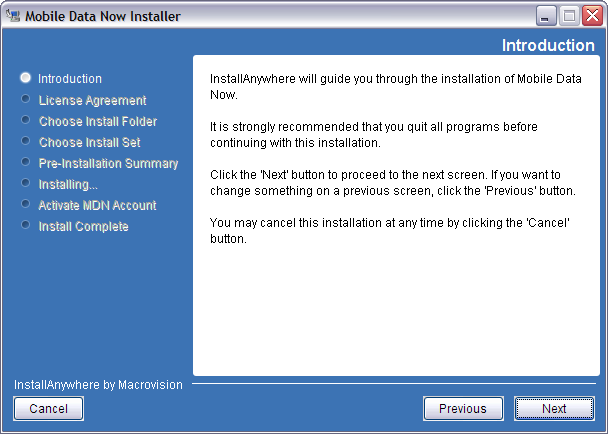 Mobile Data Now Installer
Introduction
Introduction
License Agreement
Choose Install Folder
Choose Install Set
Pre-Installation Summary
Installing...
Activate MDN Account
Install Complete
InstallAnywhere will guide you through the installation of Mobile Data
Now.
It is strongly recommended that you quit all programs before
continuing with this installation.
Click the 'Next' button to proceed to the next screen. If you want to
change something on a previous screen, click the 'Previous' button.
You may cancel this installation at any time by clicking the 'Cancel'
button.
InstallAnywhere by Macrovision
Cancel
Previous
Next